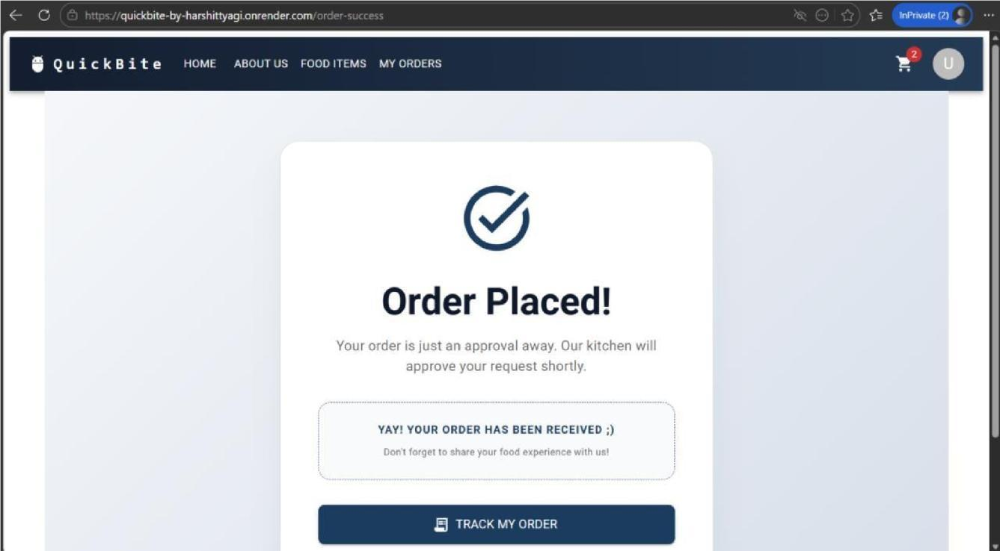 https://quickbite-by-harshittyagi.onrender.com/order-success
InPrivate (2)
QuickBite HOME ABOUT US FOOD ITEMS MY ORDERS 2 U
Order Placed!
Your order is just an approval away. Our kitchen will
approve your request shortly.
YAY! YOUR ORDER HAS BEEN RECEIVED ;)
Don't forget to share your food experience with us!
TRACK MY ORDER